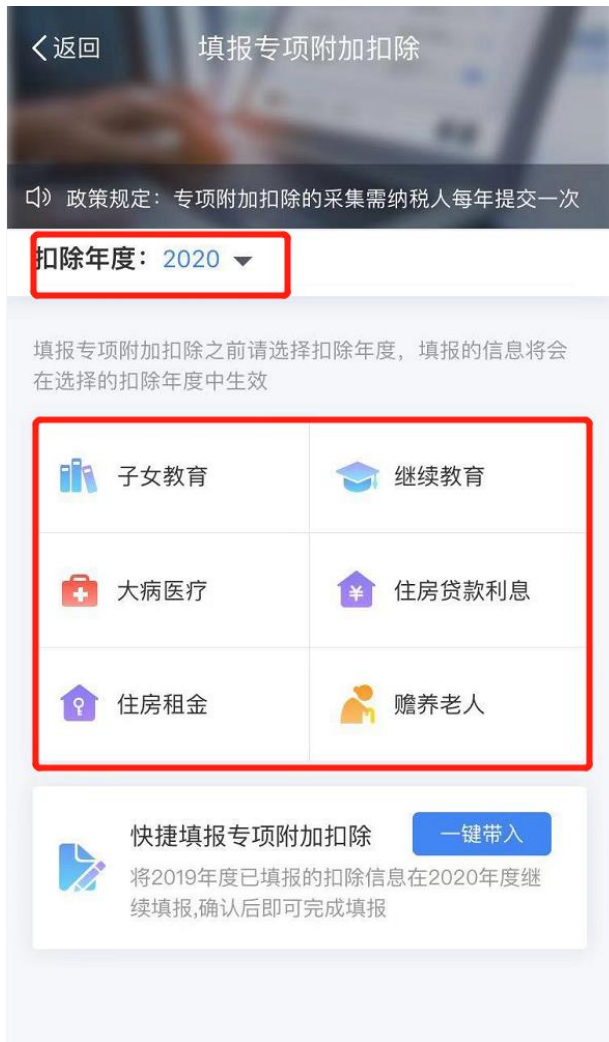 返回
填报专项附加扣除
政策规定：专项附加扣除的采集需纳税人每年提交一次
扣除年度：2020
填报专项附加扣除之前请选择扣除年度，填报的信息将会
在选择的扣除年度中生效
子女教育
继续教育
大病医疗
住房贷款利息
住房租金
赡养老人
快捷填报专项附加扣除
一键带入
将2019年度已填报的扣除信息在2020年度继
续填报,确认后即可完成填报